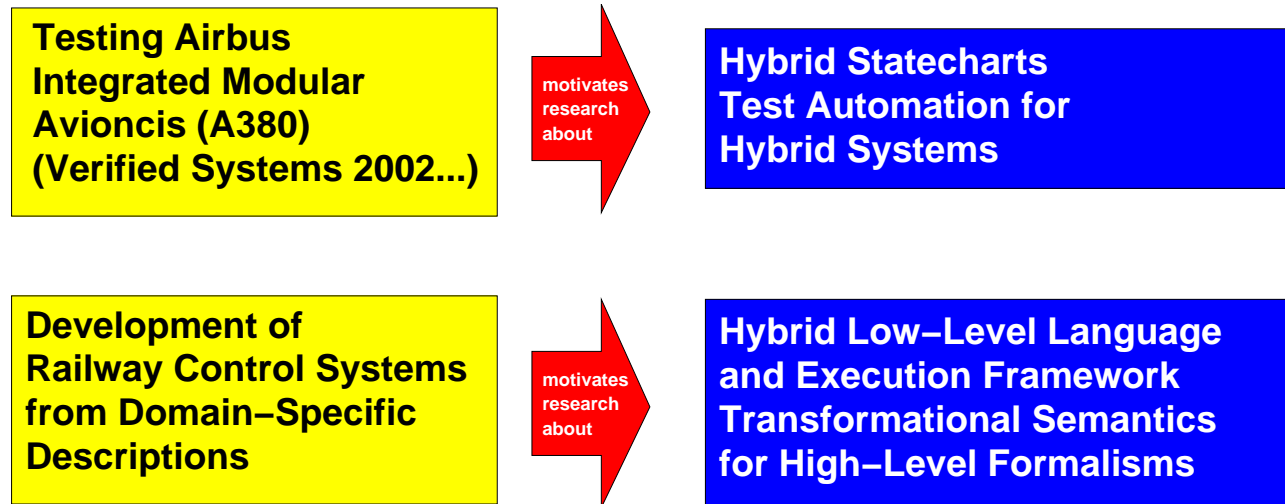 Testing Airbus
Integrated Modular
Avioncis (A380)
(Verified Systems 2002...)
motivates
research
about
Hybrid Statecharts
Test Automation for
Hybrid Systems
Development of
Railway Control Systems
from Domain−Specific
Descriptions
motivates
research
about
Hybrid Low−Level Language
and Execution Framework
Transformational Semantics
for High−Level Formalisms